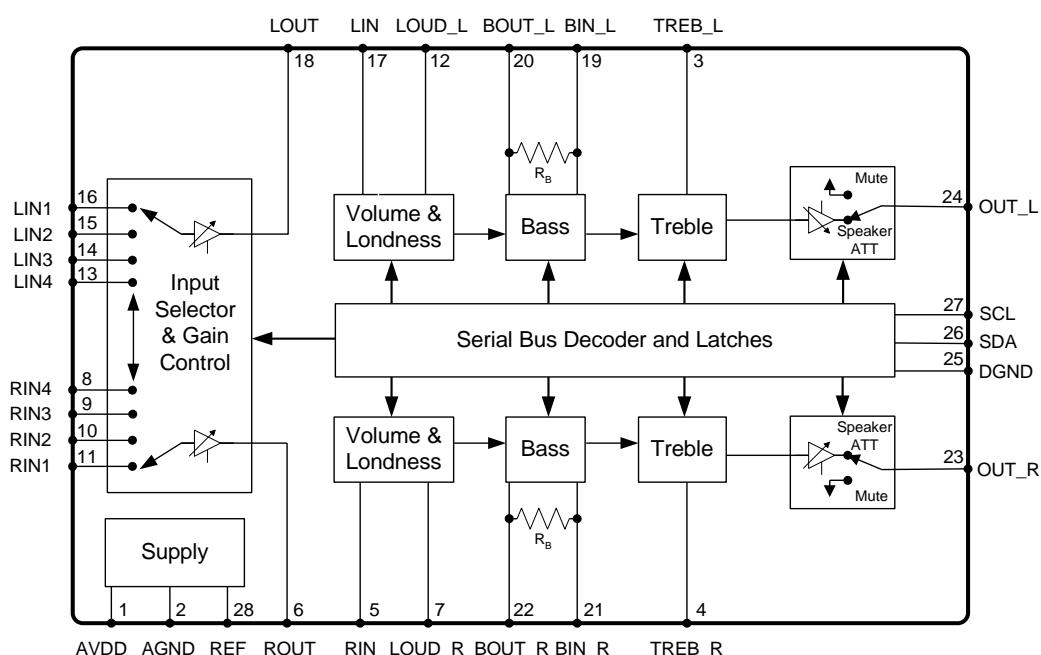 LOUT LIN LOUD_L BOUT_L BIN_L TREB_L
18 17 12 20 19 3
R_B
Mute
LIN1 16
LIN2 15
LIN3 14
LIN4 13
Input
Selector
& Gain
Control
Volume &
Londness
Bass
Treble
Speaker
ATT
24 OUT_L
Serial Bus Decoder and Latches
27 SCL
26 SDA
25 DGND
RIN4 8
RIN3 9
RIN2 10
RIN1 11
Volume &
Londness
Bass
Treble
Speaker
ATT
Mute
23 OUT_R
R_B
Supply
1 2 28 6 5 7 22 21 4
AVDD AGND REF ROUT RIN LOUD_R BOUT_R BIN_R TREB_R